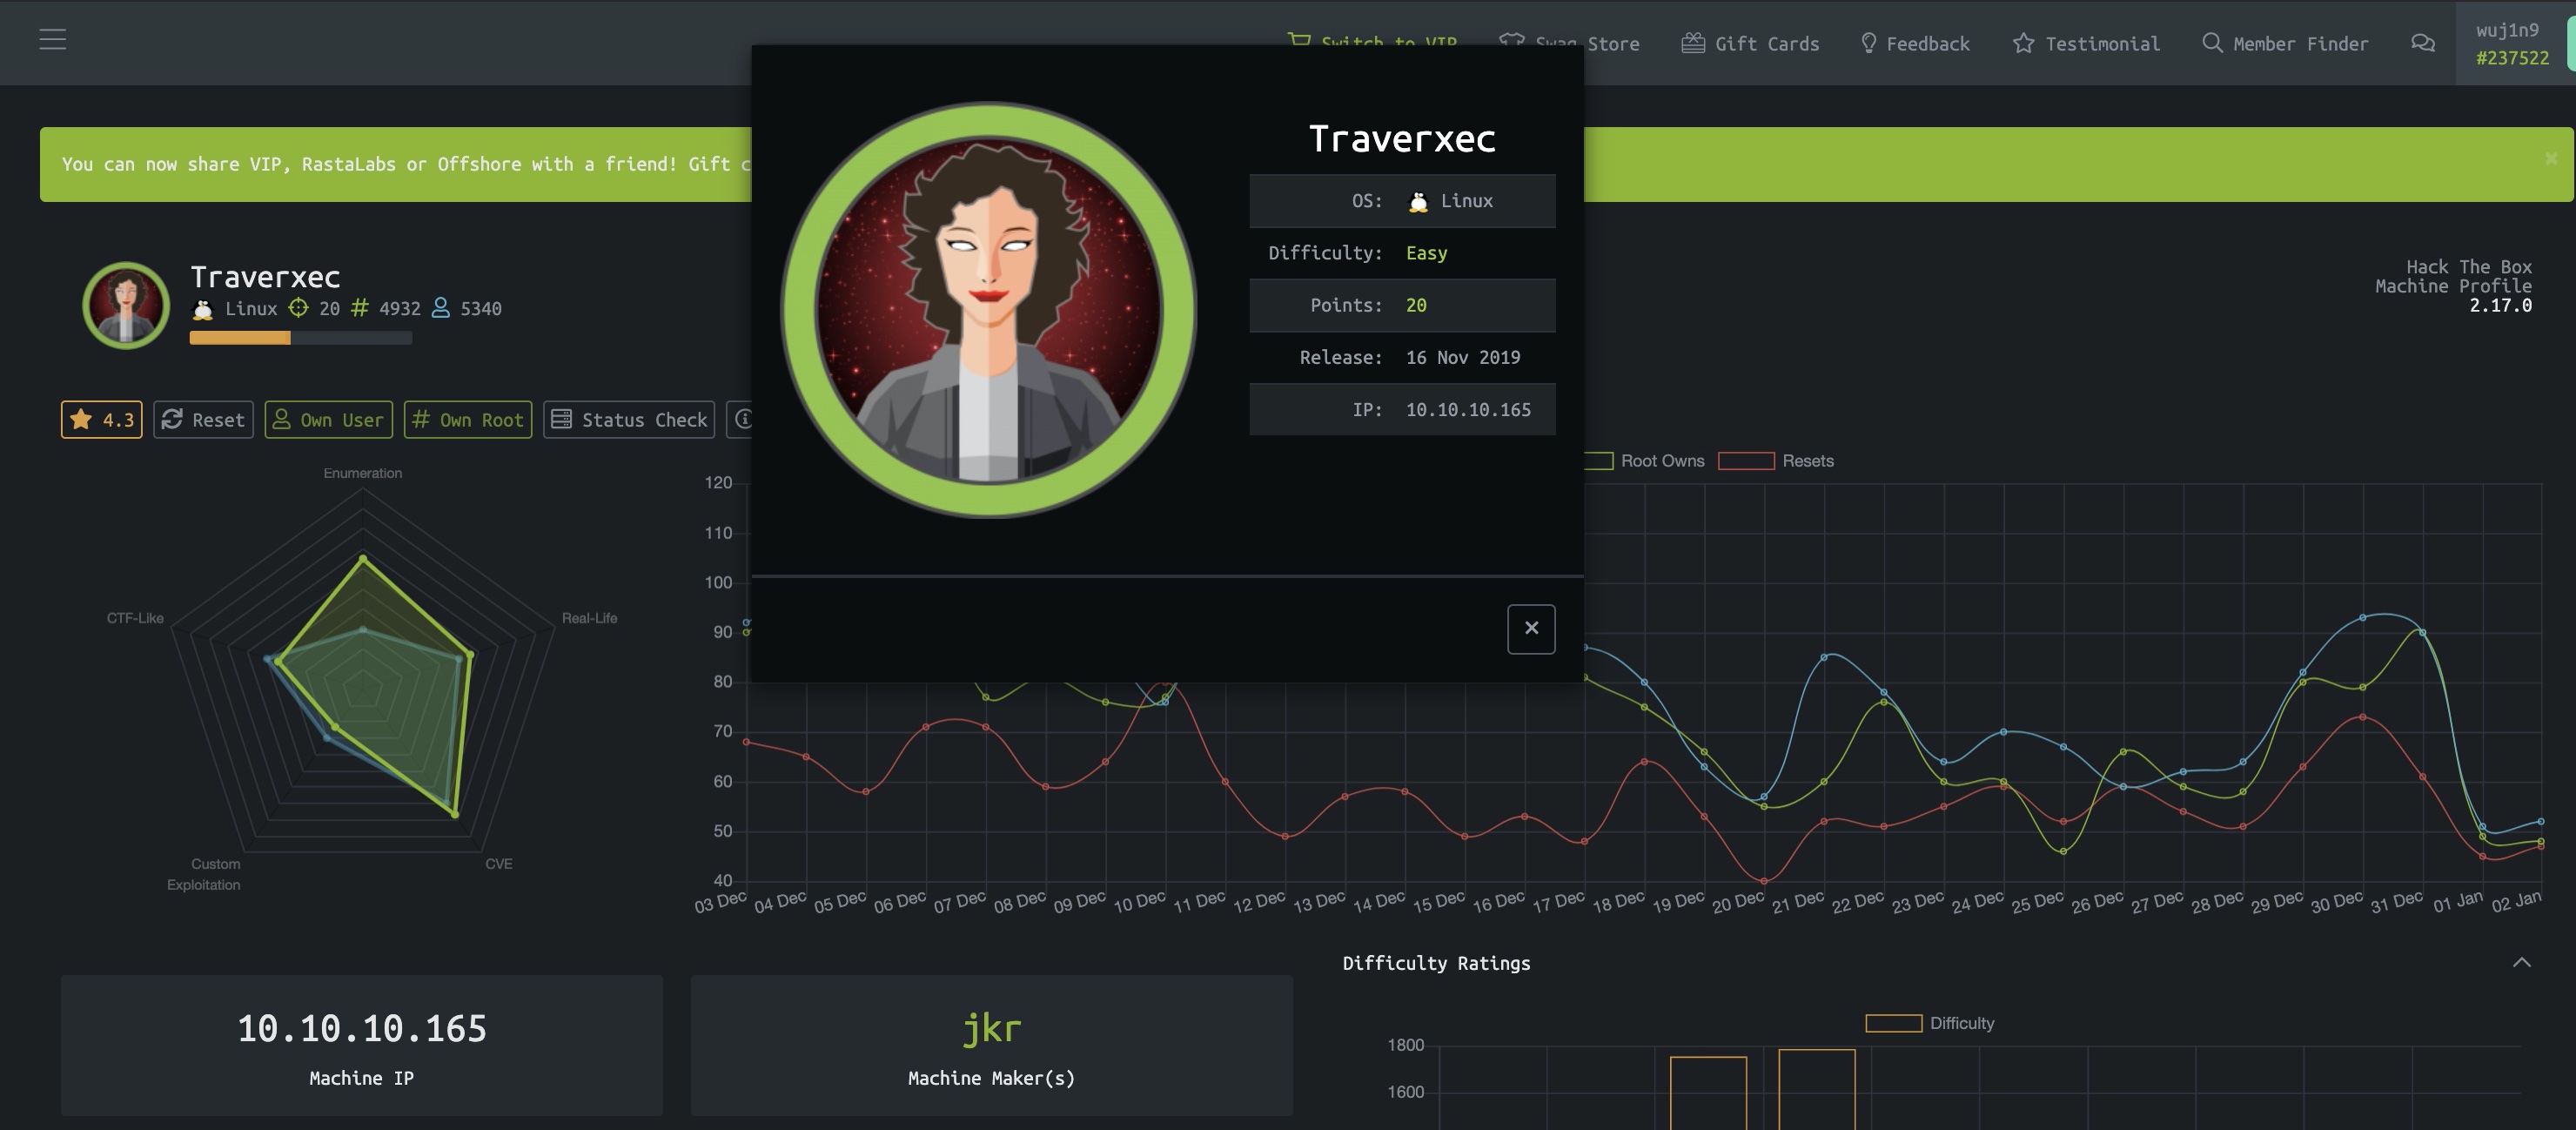 Switch to VIP
Swag Store
Gift Cards
Feedback
Testimonial
Member Finder
wuj1n9
#237522
You can now share VIP, RastaLabs or Offshore with a friend! Gift c
×
Traverxec
Linux 20 # 4932 5340
Hack The Box
Machine Profile
2.17.0
4.3
Reset
Own User
# Own Root
Status Check
Traverxec
OS: Linux
Difficulty: Easy
Points: 20
Release: 16 Nov 2019
IP: 10.10.10.165
×
Enumeration
Real-Life
CVE
Custom
Exploitation
CTF-Like
Root Owns
Resets
120
110
100
90
80
70
60
50
40
03 Dec
04 Dec
05 Dec
06 Dec
07 Dec
08 Dec
09 Dec
10 Dec
11 Dec
12 Dec
13 Dec
14 Dec
15 Dec
16 Dec
17 Dec
18 Dec
19 Dec
20 Dec
21 Dec
22 Dec
23 Dec
24 Dec
25 Dec
26 Dec
27 Dec
28 Dec
29 Dec
30 Dec
31 Dec
01 Jan
02 Jan
10.10.10.165
Machine IP
jkr
Machine Maker(s)
Difficulty Ratings
Difficulty
1800
1600